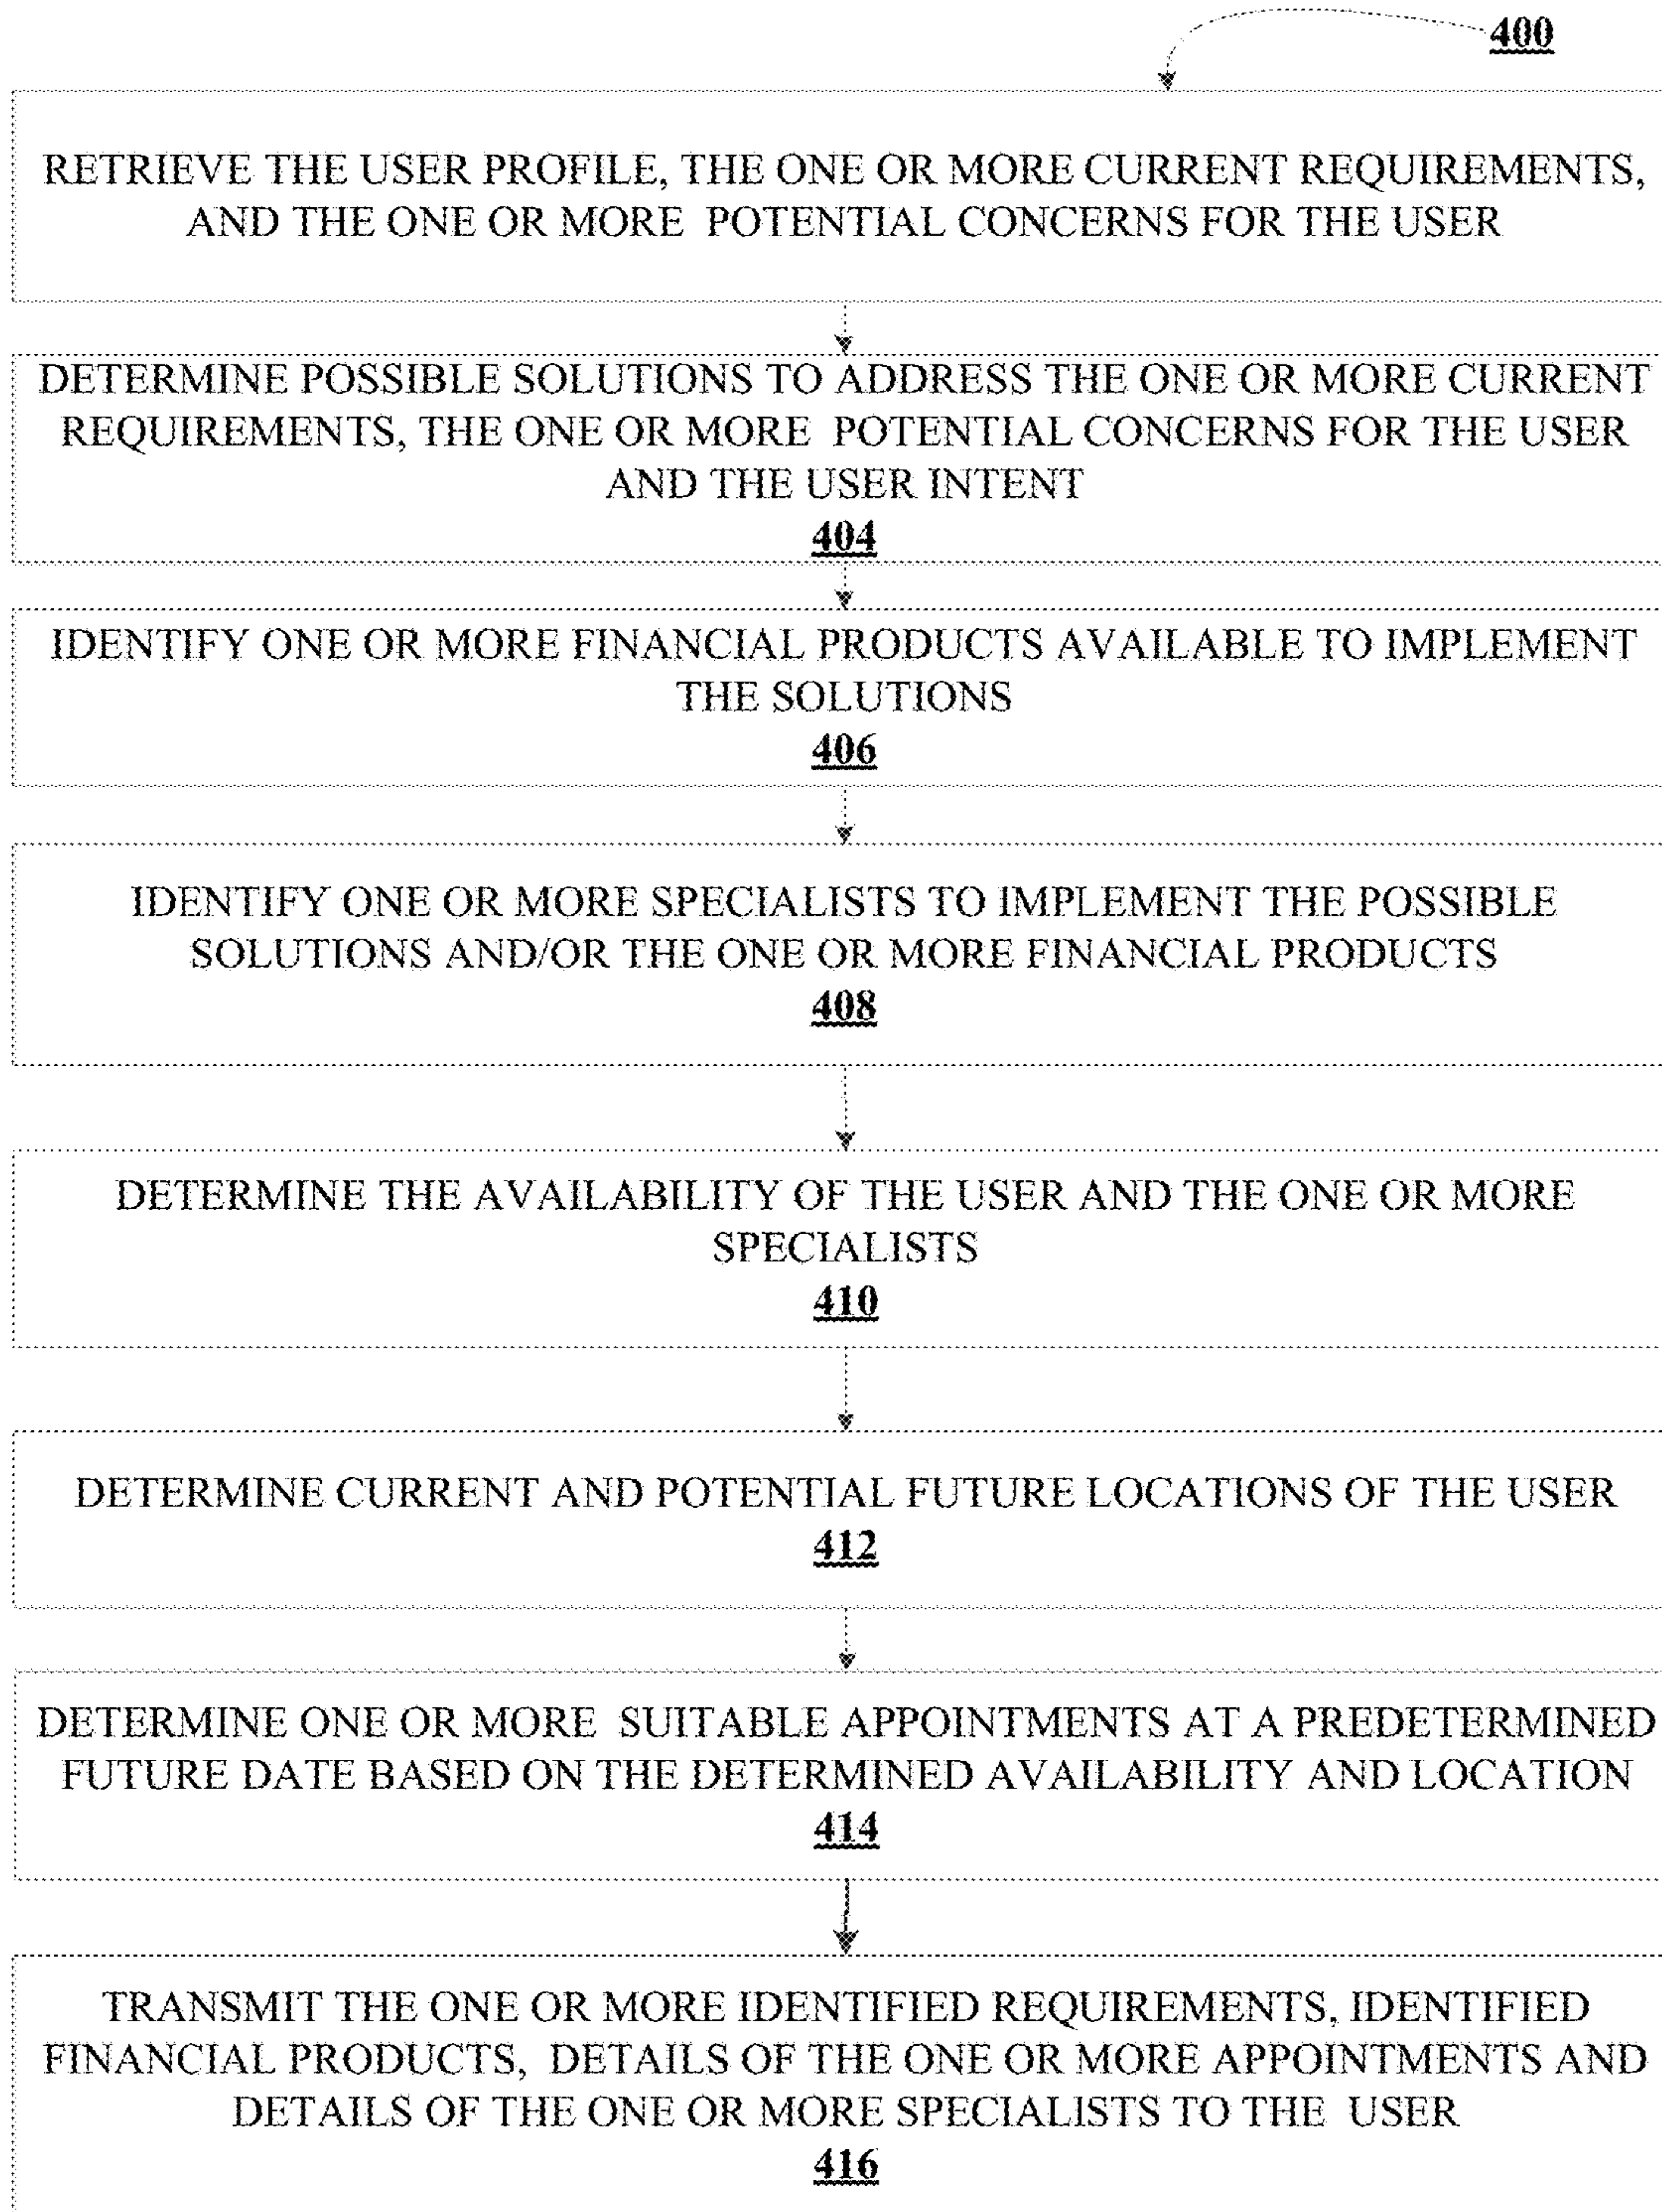 400
RETRIEVE THE USER PROFILE, THE ONE OR MORE CURRENT REQUIREMENTS,
AND THE ONE OR MORE POTENTIAL CONCERNS FOR THE USER
DETERMINE POSSIBLE SOLUTIONS TO ADDRESS THE ONE OR MORE CURRENT
REQUIREMENTS, THE ONE OR MORE POTENTIAL CONCERNS FOR THE USER
AND THE USER INTENT
404
IDENTIFY ONE OR MORE FINANCIAL PRODUCTS AVAILABLE TO IMPLEMENT
THE SOLUTIONS
406
IDENTIFY ONE OR MORE SPECIALISTS TO IMPLEMENT THE POSSIBLE
SOLUTIONS AND/OR THE ONE OR MORE FINANCIAL PRODUCTS
408
DETERMINE THE AVAILABILITY OF THE USER AND THE ONE OR MORE
SPECIALISTS
410
DETERMINE CURRENT AND POTENTIAL FUTURE LOCATIONS OF THE USER
412
DETERMINE ONE OR MORE SUITABLE APPOINTMENTS AT A PREDETERMINED
FUTURE DATE BASED ON THE DETERMINED AVAILABILITY AND LOCATION
414
TRANSMIT THE ONE OR MORE IDENTIFIED REQUIREMENTS, IDENTIFIED
FINANCIAL PRODUCTS, DETAILS OF THE ONE OR MORE APPOINTMENTS AND
DETAILS OF THE ONE OR MORE SPECIALISTS TO THE USER
416